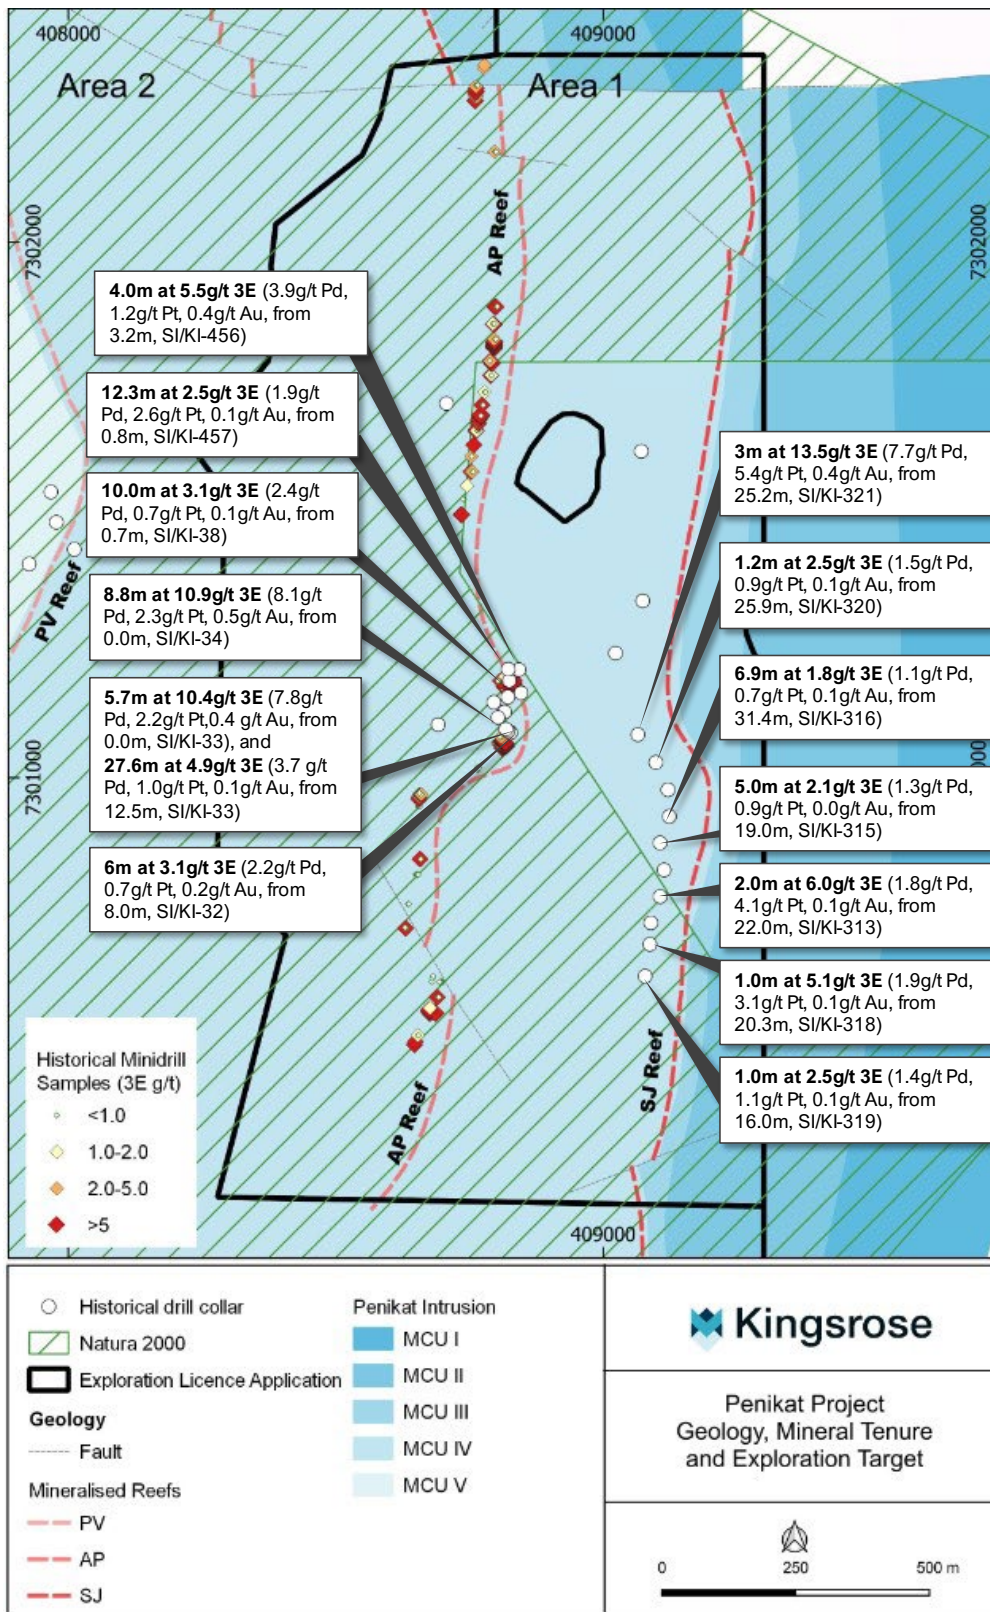 408000
409000
Area 2
Area 1
7302000
7302000
AP Reef
4.0m at 5.5g/t 3E (3.9g/t Pd,
1.2g/t Pt, 0.4g/t Au, from
3.2m, SI/KI-456)
12.3m at 2.5g/t 3E (1.9g/t
Pd, 2.6g/t Pt, 0.1g/t Au, from
0.8m, SI/KI-457)
10.0m at 3.1g/t 3E (2.4g/t
Pd, 0.7g/t Pt, 0.1g/t Au, from
0.7m, SI/KI-38)
8.8m at 10.9g/t 3E (8.1g/t
Pd, 2.3g/t Pt, 0.5g/t Au, from
0.0m, SI/KI-34)
5.7m at 10.4g/t 3E (7.8g/t
Pd, 2.2g/t Pt,0.4 g/t Au, from
0.0m, SI/KI-33), and
27.6m at 4.9g/t 3E (3.7 g/t
Pd, 1.0g/t Pt, 0.1g/t Au, from
12.5m, SI/KI-33)
6m at 3.1g/t 3E (2.2g/t Pd,
0.7g/t Pt, 0.2g/t Au, from
8.0m, SI/KI-32)
3m at 13.5g/t 3E (7.7g/t Pd,
5.4g/t Pt, 0.4g/t Au, from
25.2m, SI/KI-321)
1.2m at 2.5g/t 3E (1.5g/t Pd,
0.9g/t Pt, 0.1g/t Au, from
25.9m, SI/KI-320)
6.9m at 1.8g/t 3E (1.1g/t Pd,
0.7g/t Pt, 0.1g/t Au, from
31.4m, SI/KI-316)
5.0m at 2.1g/t 3E (1.3g/t Pd,
0.9g/t Pt, 0.0g/t Au, from
19.0m, SI/KI-315)
2.0m at 6.0g/t 3E (1.8g/t Pd,
4.1g/t Pt, 0.1g/t Au, from
22.0m, SI/KI-313)
1.0m at 5.1g/t 3E (1.9g/t Pd,
3.1g/t Pt, 0.1g/t Au, from
20.3m, SI/KI-318)
1.0m at 2.5g/t 3E (1.4g/t Pd,
1.1g/t Pt, 0.1g/t Au, from
16.0m, SI/KI-319)
PV Reef
7301000
SJ Reef
AP Reef
Historical Minidrill
Samples (3E g/t)
<1.0
1.0-2.0
2.0-5.0
>5
409000
Historical drill collar
Natura 2000
Exploration Licence Application
Geology
Fault
Mineralised Reefs
PV
AP
SJ
Penikat Intrusion
MCU I
MCU II
MCU III
MCU IV
MCU V
Kingsrose
Penikat Project
Geology, Mineral Tenure
and Exploration Target
0 250 500 m